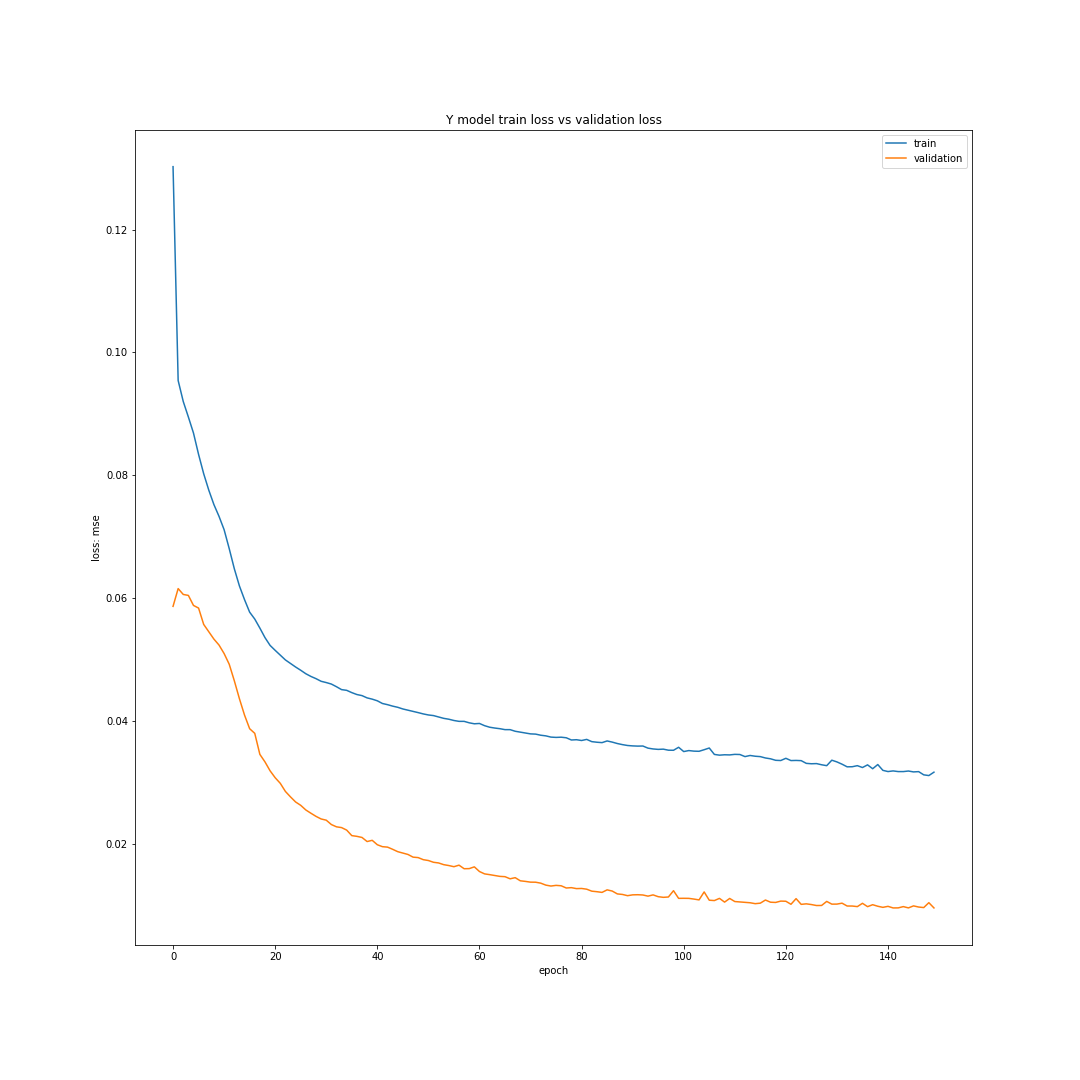 Y model train loss vs validation loss
train
validation
0.12
0.10
0.08
0.06
0.04
0.02
loss: mse
0 20 40 60 80 100 120 140
epoch